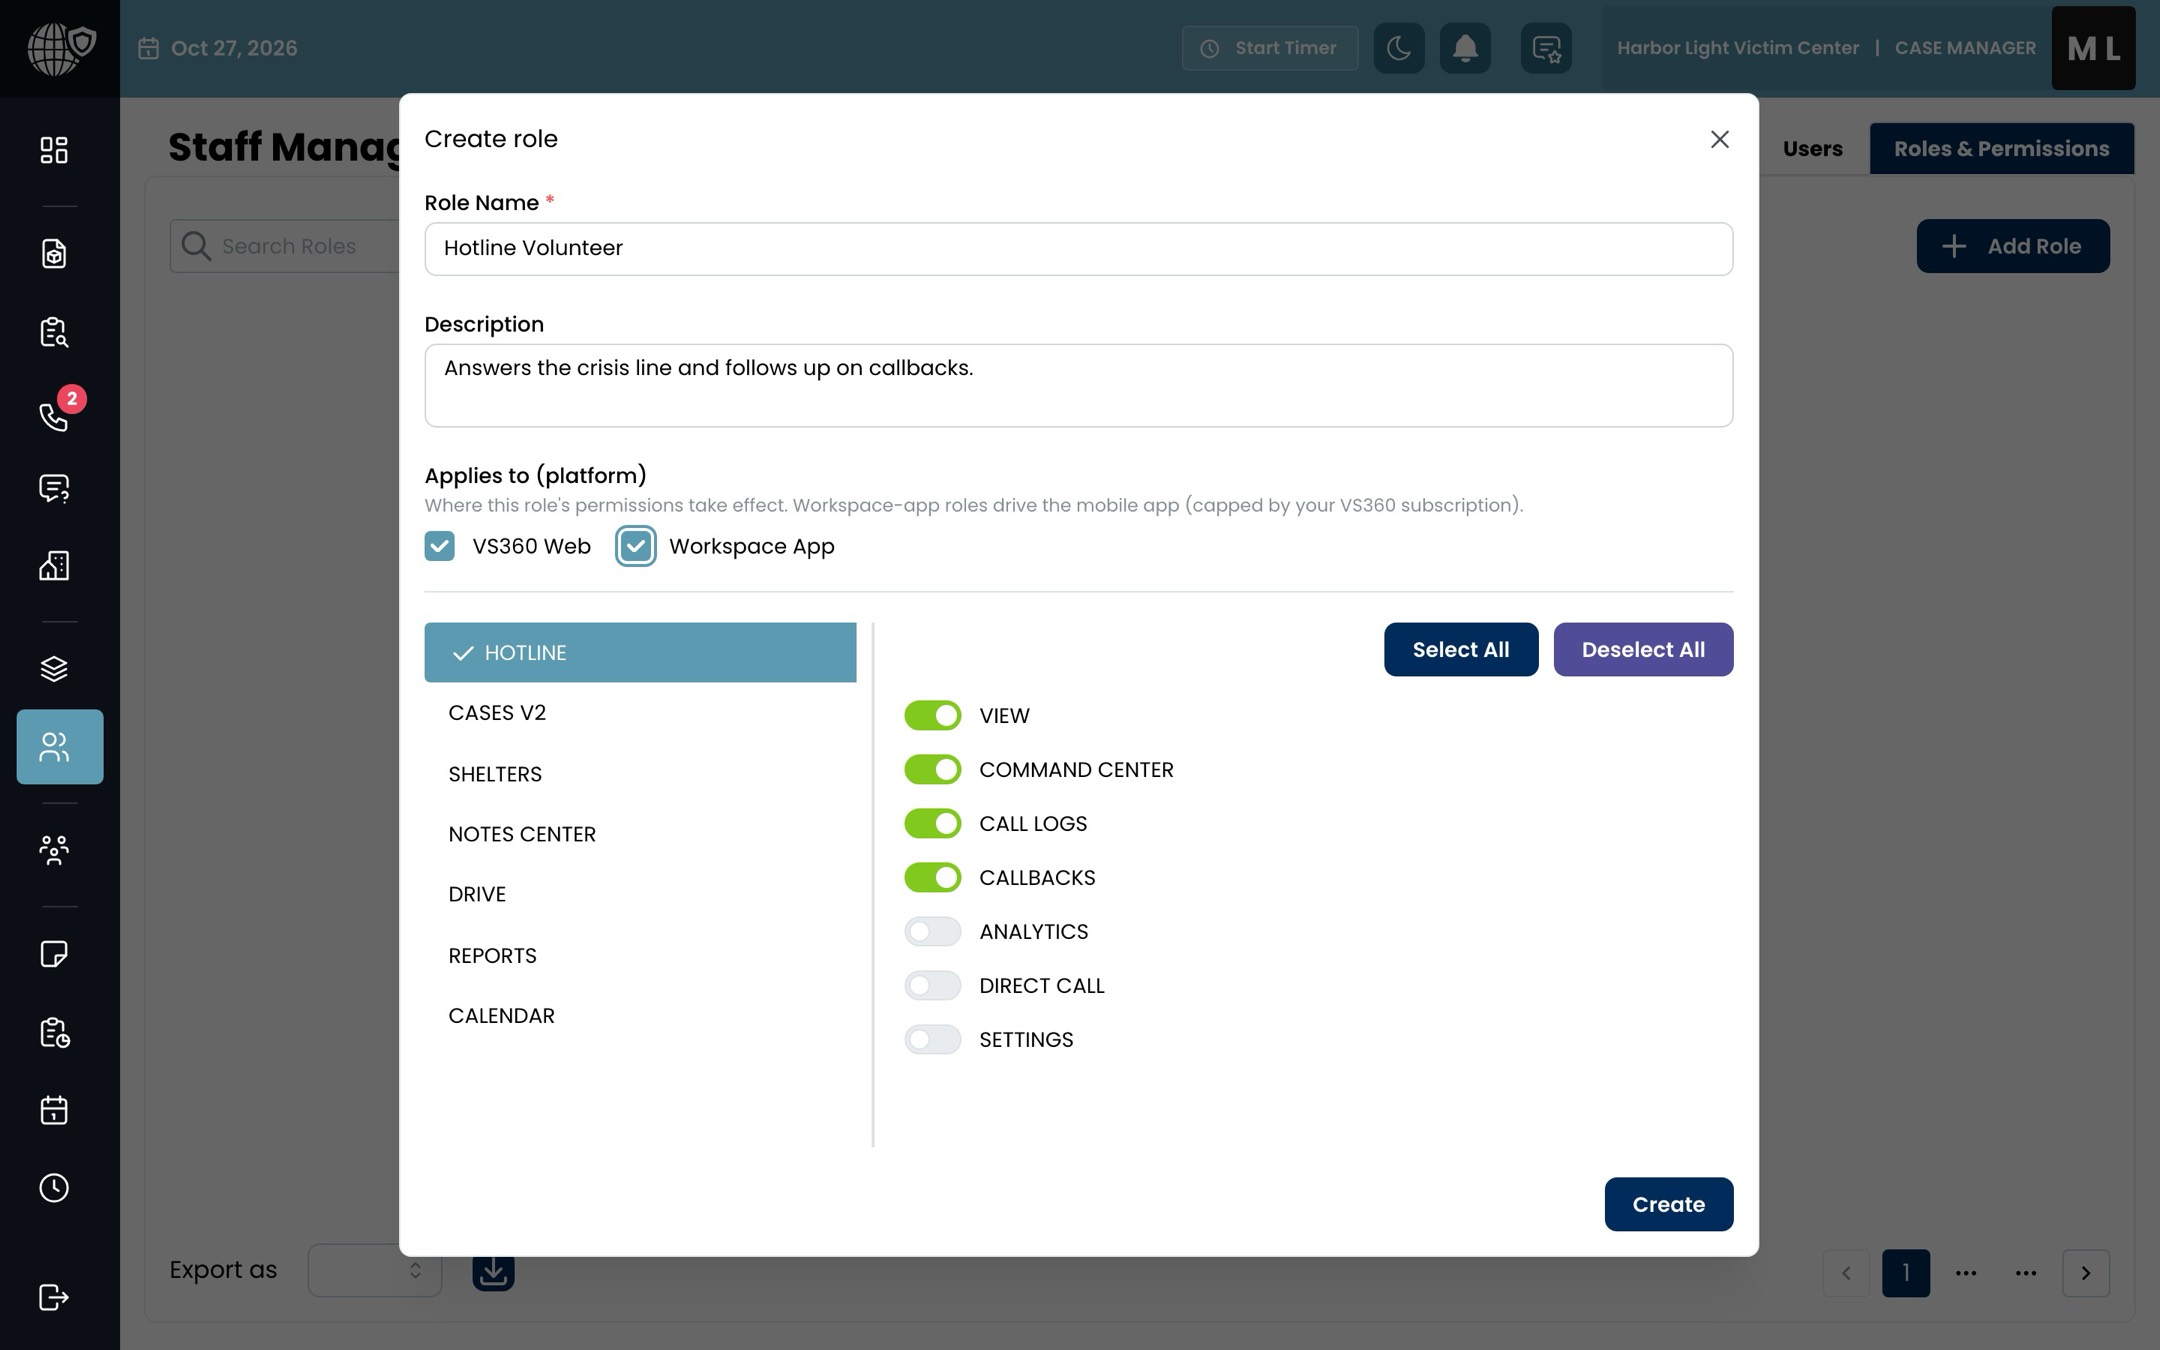 Oct 27, 2026
Start Timer
Harbor Light Victim Center | CASE MANAGER
M L
Staff Manag
Users
Roles & Permissions
Search Roles
Add Role
2
Create role
Role Name *
Hotline Volunteer
Description
Answers the crisis line and follows up on callbacks.
Applies to (platform)
Where this role's permissions take effect. Workspace-app roles drive the mobile app (capped by your VS360 subscription).
VS360 Web
Workspace App
HOTLINE
CASES V2
SHELTERS
NOTES CENTER
DRIVE
REPORTS
CALENDAR
Select All
Deselect All
VIEW
COMMAND CENTER
CALL LOGS
CALLBACKS
ANALYTICS
DIRECT CALL
SETTINGS
Create
Export as
1